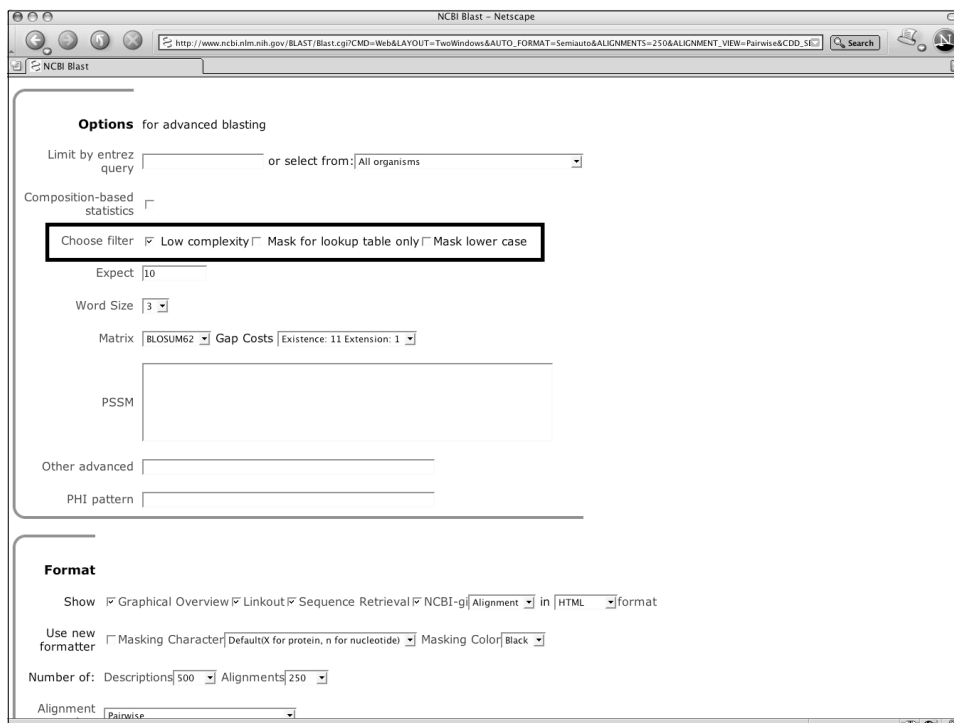 NCBI Blast - Netscape
http://www.ncbi.nlm.nih.gov/BLAST/Blast.cgi?CMD=Web&LAYOUT=TwoWindows&AUTO_FORMAT=Semiauto&ALIGNMENTS=250&ALIGNMENT_VIEW=Pairwise&CDD_SE Search N
NCBI Blast
Options for advanced blasting
Limit by entrez query or select from: All organisms
Composition-based statistics
Choose filter Low complexity Mask for lookup table only Mask lower case
Expect 10
Word Size 3
Matrix BLOSUM62 Gap Costs Existence: 11 Extension: 1
PSSM
Other advanced
PHI pattern
Format
Show Graphical Overview Linkout Sequence Retrieval NCBI-gi Alignment in HTML format
Use new formatter Masking Character Default(X for protein, n for nucleotide) Masking Color Black
Number of: Descriptions 500 Alignments 250
Alignment Pairwise